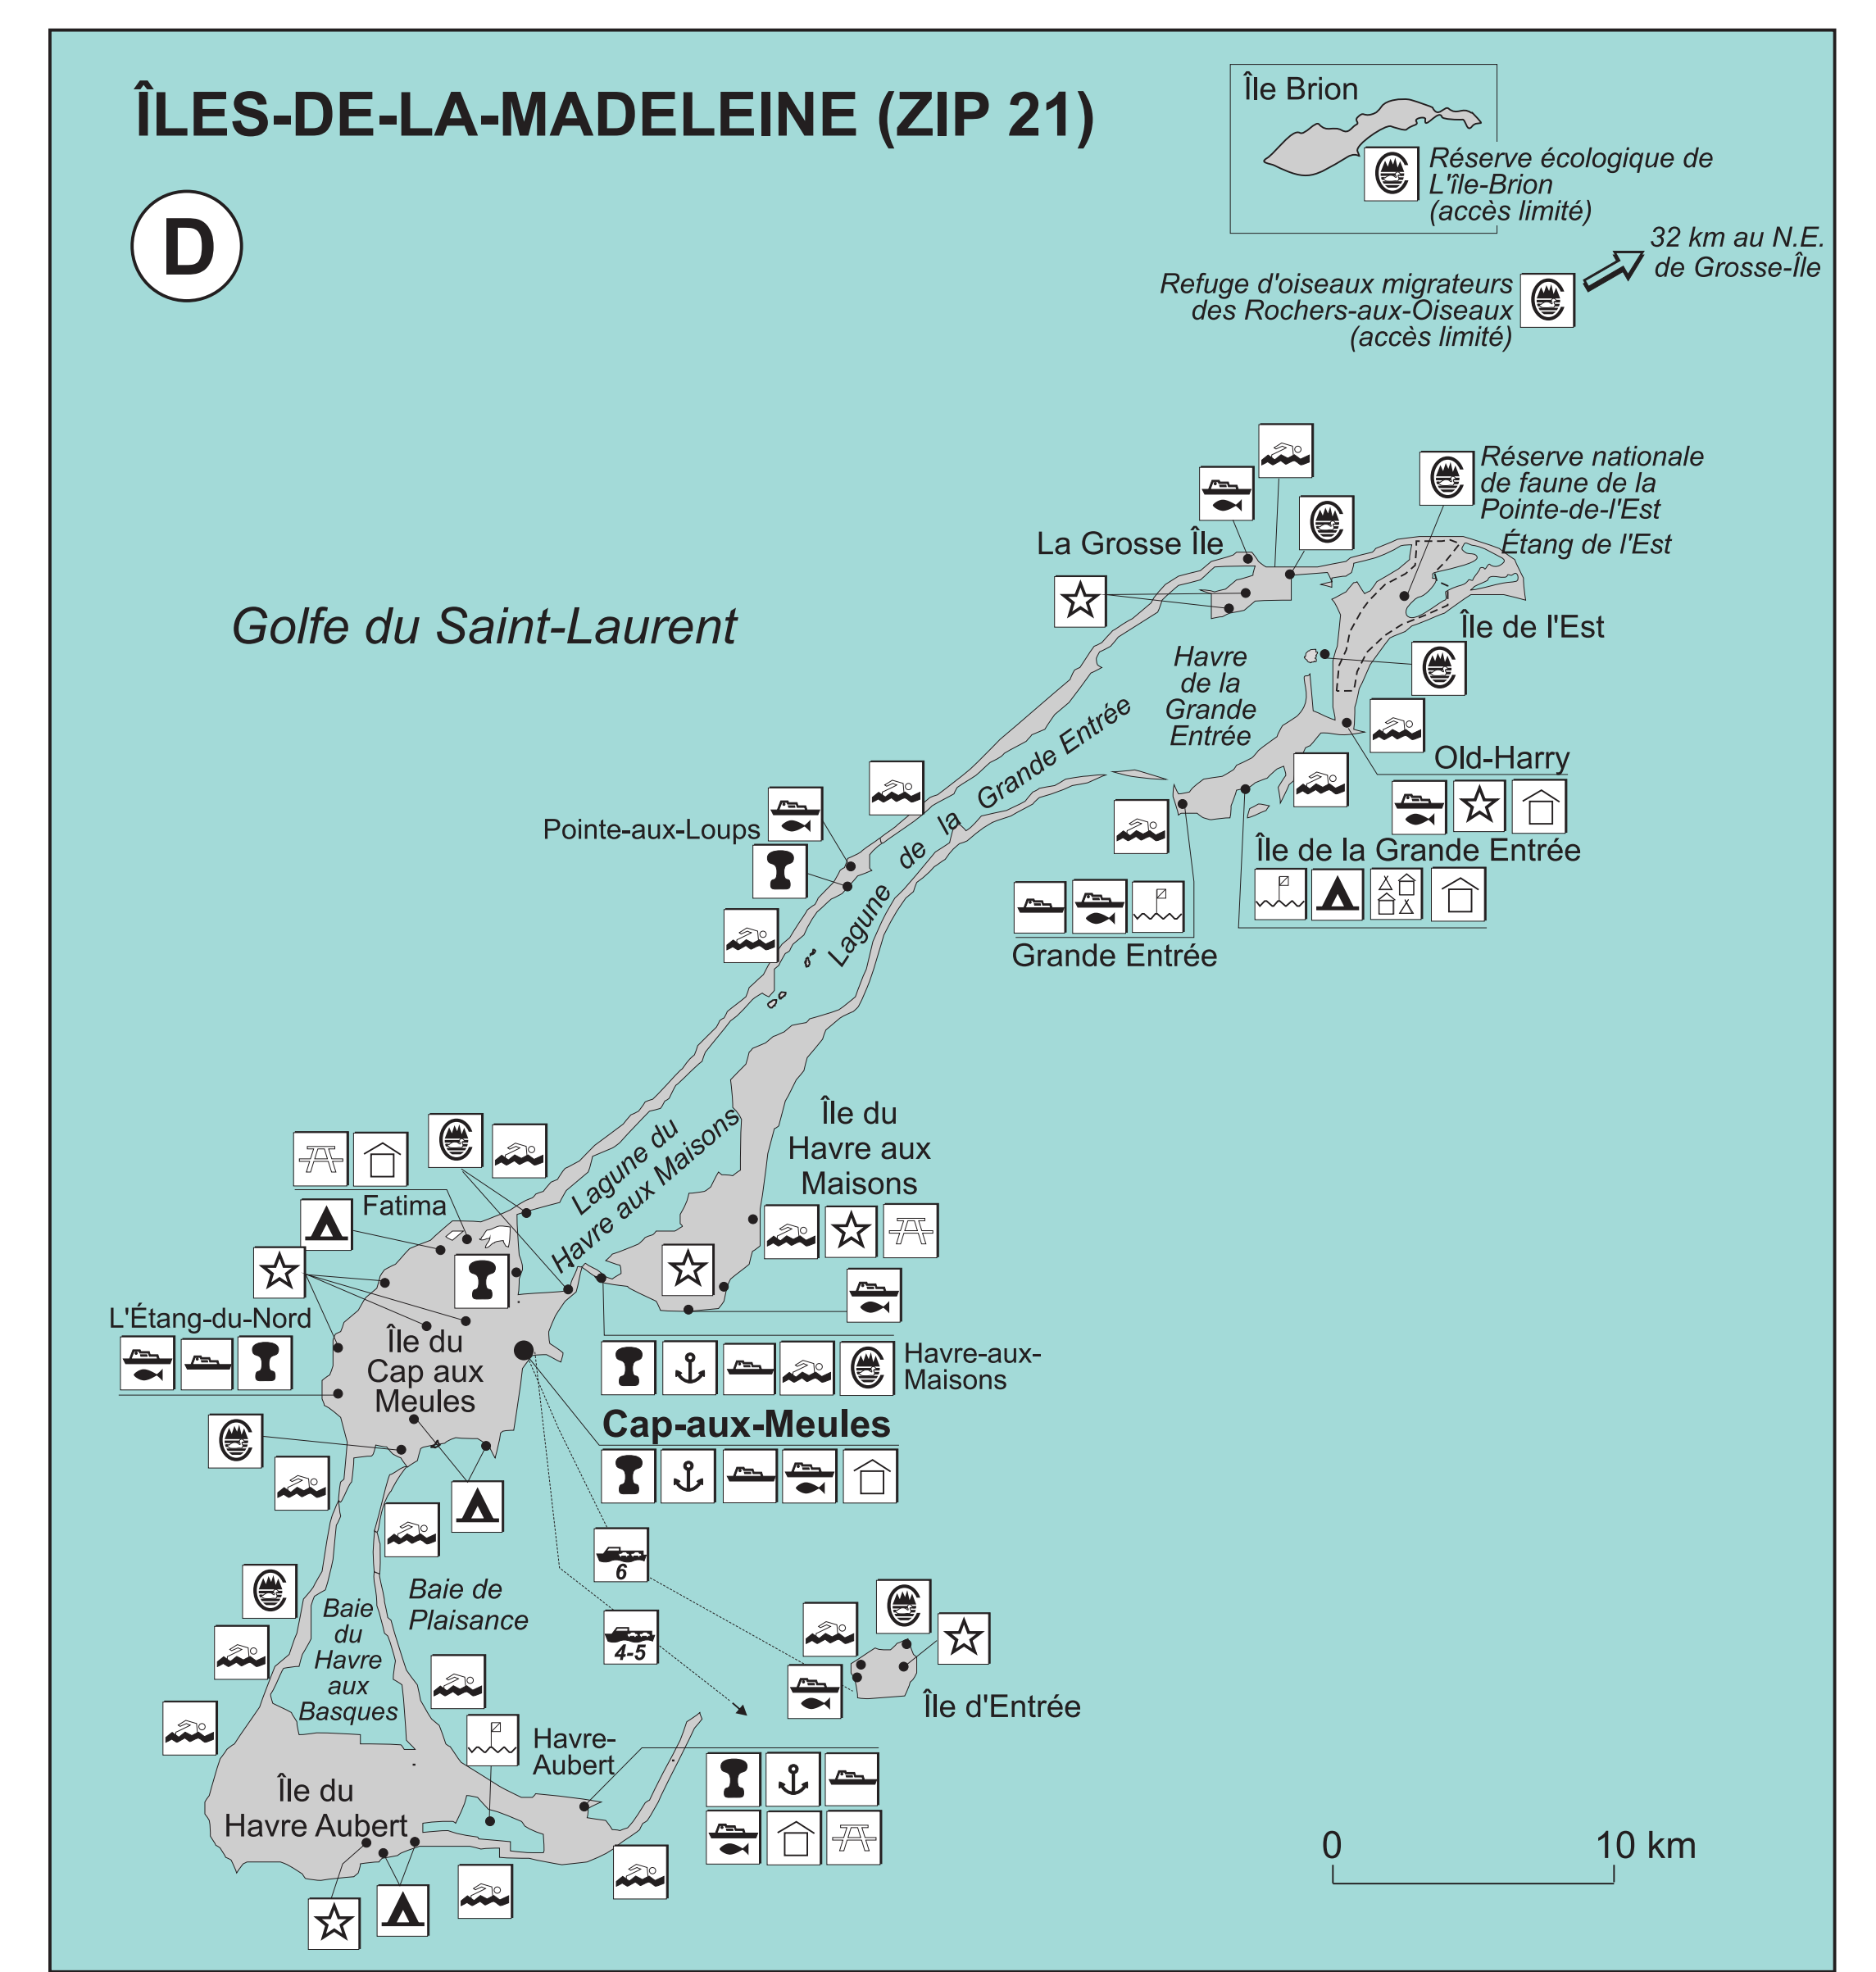 ÎLES-DE-LA-MADELEINE (ZIP 21)
D
Île Brion
Réserve écologique de
L'île-Brion
(accès limité)
32 km au N.E.
de Grosse-Île
Refuge d'oiseaux migrateurs
des Rochers-aux-Oiseaux
(accès limité)
Réserve nationale
de faune de la
Pointe-de-l'Est
Étang de l'Est
La Grosse Île
Golfe du Saint-Laurent
Île de l'Est
Havre
de la
Grande
Entrée
Old-Harry
Lagune de la Grande Entrée
Pointe-aux-Loups
Île de la Grande Entrée
Grande Entrée
Île du
Havre aux
Maisons
Lagune du
Havre aux Maisons
Fatima
L'Étang-du-Nord
Île du
Cap aux
Meules
Havre-aux-
Maisons
Cap-aux-Meules
6
4-5
Baie de
Plaisance
Baie
du
Havre
aux
Basques
Île d'Entrée
Havre-
Aubert
Île du
Havre Aubert
0 10 km